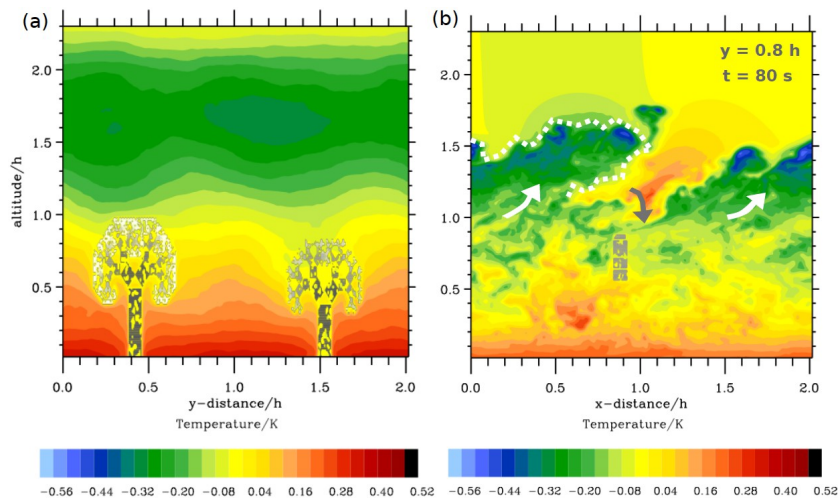 (a)
(b)
y = 0.8 h
t = 80 s
altitude/h
2.0
1.5
1.0
0.5
0.0 0.5 1.0 1.5 2.0
y-distance/h
Temperature/K
2.0
1.5
1.0
0.5
0.0 0.5 1.0 1.5 2.0
x-distance/h
Temperature/K
-0.56 -0.44 -0.32 -0.20 -0.08 0.04 0.16 0.28 0.40 0.52
-0.56 -0.44 -0.32 -0.20 -0.08 0.04 0.16 0.28 0.40 0.52